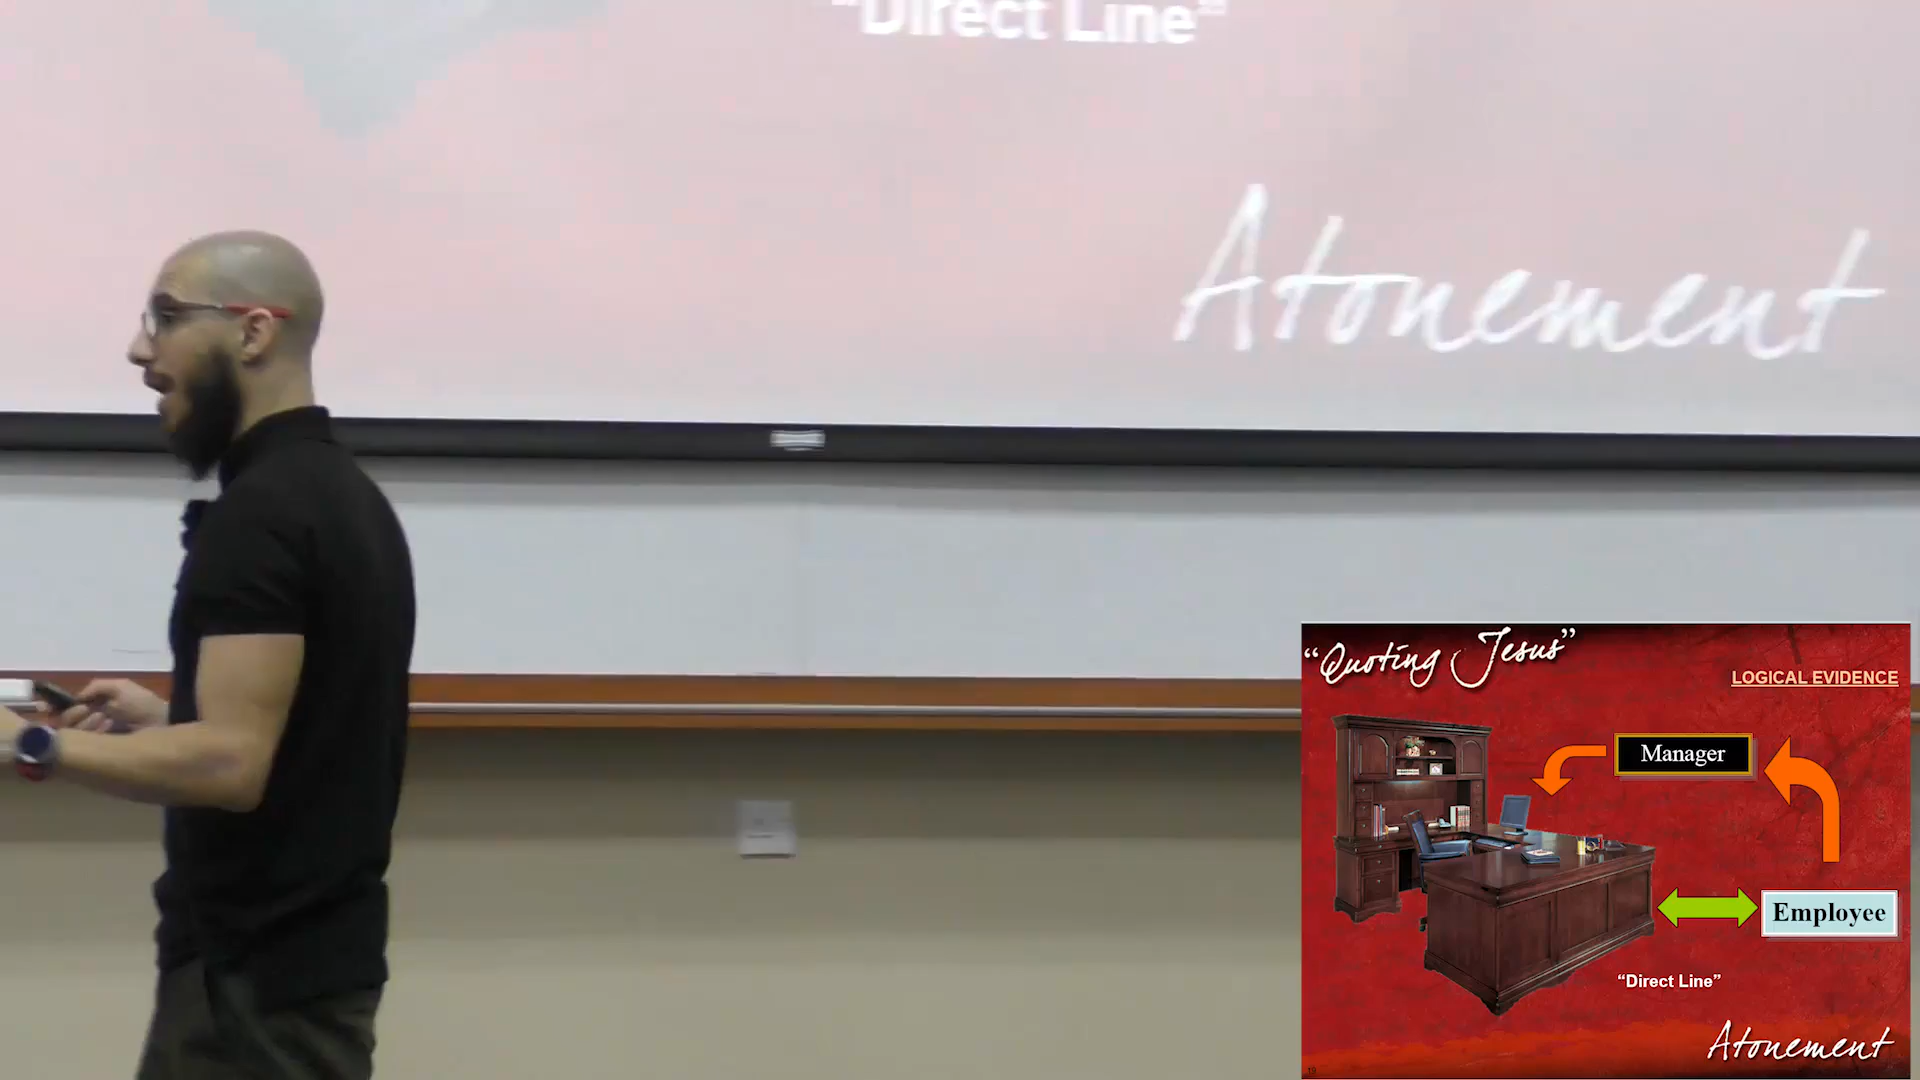 “Direct Line”
Atonement
“Quoting Jesus”
LOGICAL EVIDENCE
Manager
Employee
“Direct Line”
Atonement